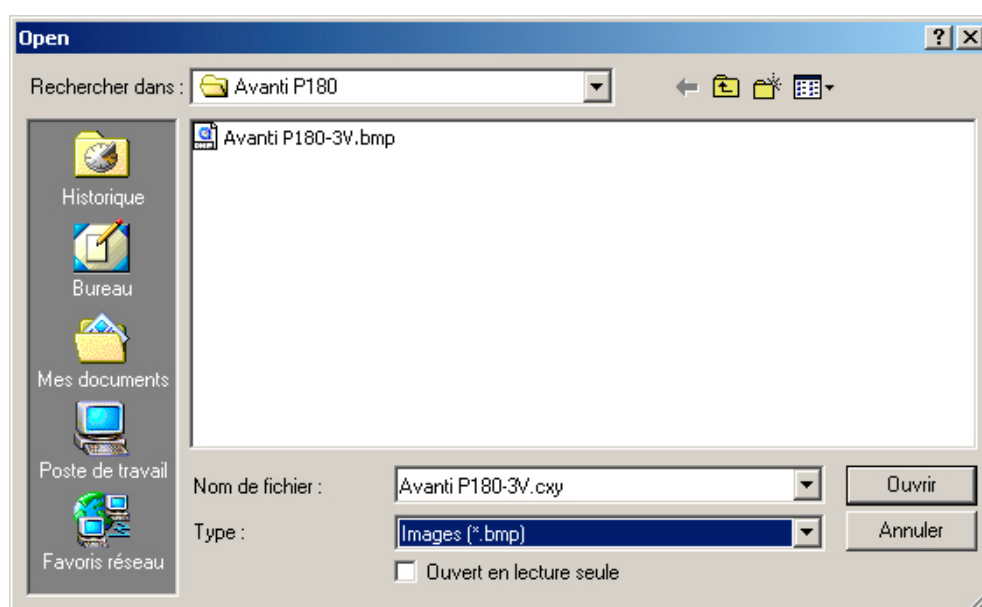 Open
Rechercher dans : Avanti P180
Avanti P180-3V.bmp
Historique
Bureau
Mes documents
Poste de travail
Favoris réseau
Nom de fichier : Avanti P180-3V.cxy Ouvrir
Type : Images (*.bmp) Annuler
Ouvert en lecture seule